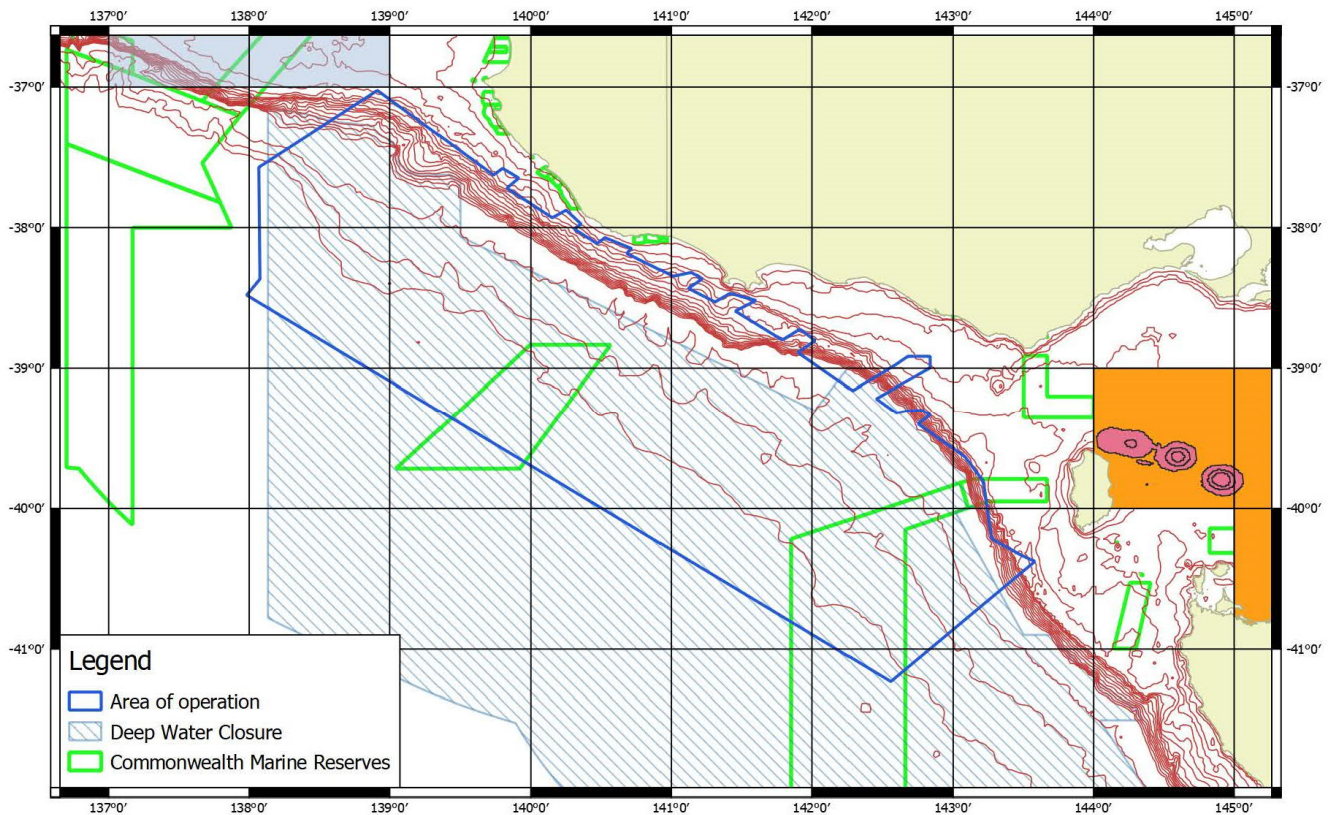 137°0′ 138°0′ 139°0′ 140°0′ 141°0′ 142°0′ 143°0′ 144°0′ 145°0′
-37°0′ -37°0′
-38°0′ -38°0′
-39°0′ -39°0′
-40°0′ -40°0′
-41°0′ -41°0′
Legend
Area of operation
Deep Water Closure
Commonwealth Marine Reserves
137°0′ 138°0′ 139°0′ 140°0′ 141°0′ 142°0′ 143°0′ 144°0′ 145°0′